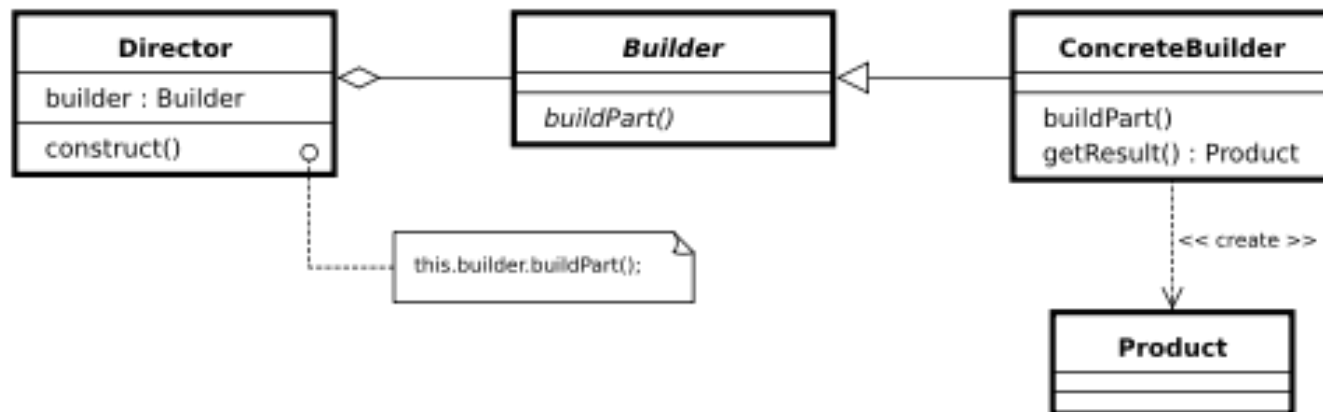 Director
builder : Builder
construct()
Builder
buildPart()
ConcreteBuilder
buildPart()
getResult() : Product
this.builder.buildPart();
<< create >>
Product